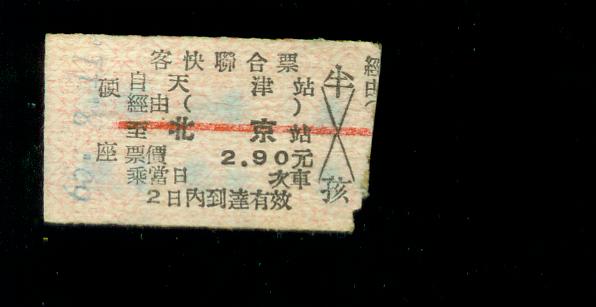 客快聯合票
硬座
自天津站
經由( )
至北京站
票價 2.90元
乘當日 次車
2日內到達有效
半孩
經由(